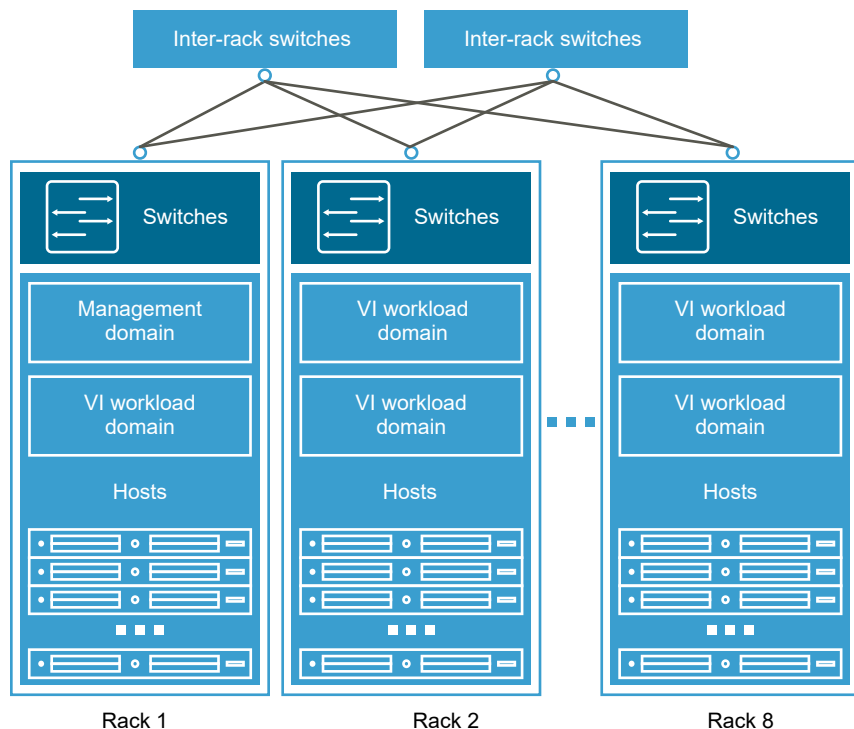 Inter-rack switches
Inter-rack switches
Switches
Management
domain
VI workload
domain
Hosts
Rack 1
Switches
VI workload
domain
VI workload
domain
Hosts
Rack 2
Switches
VI workload
domain
VI workload
domain
Hosts
Rack 8